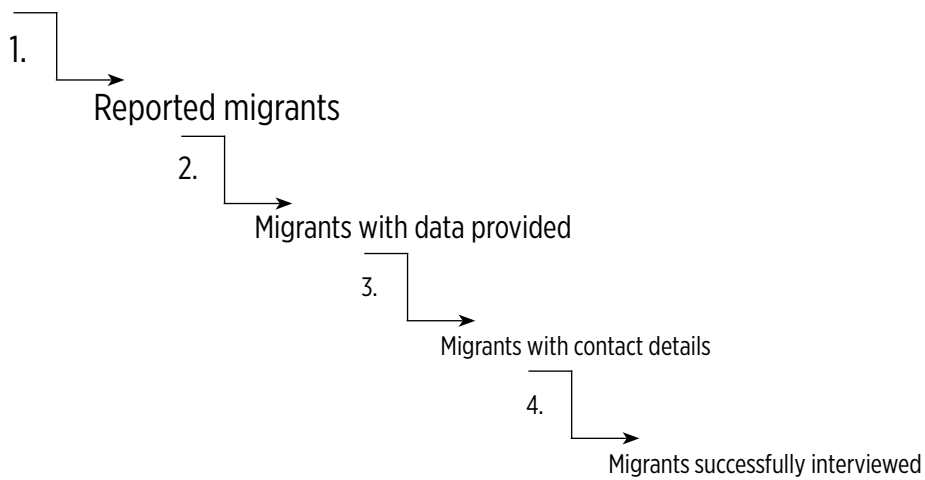 1.
Reported migrants
2.
Migrants with data provided
3.
Migrants with contact details
4.
Migrants successfully interviewed